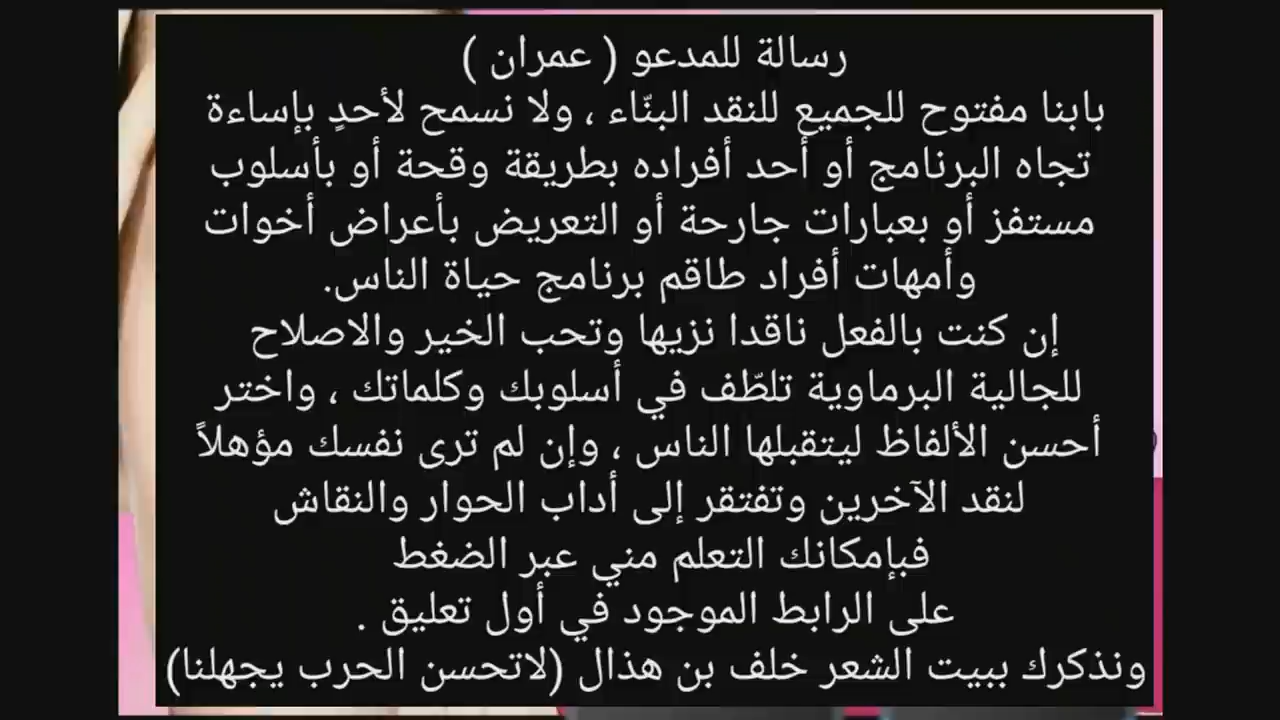 رسالة للمدعو ( عمران )
بابنا مفتوح للجميع للنقد البنّاء ، ولا نسمح لأحدٍ بإساءة
تجاه البرنامج أو أحد أفراده بطريقة وقحة أو بأسلوب
مستفز أو بعبارات جارحة أو التعريض بأعراض أخوات
وأمهات أفراد طاقم برنامج حياة الناس.
إن كنت بالفعل ناقدا نزيها وتحب الخير والاصلاح
للجالية البرماوية تلطّف في أسلوبك وكلماتك ، واختر
أحسن الألفاظ ليتقبلها الناس ، وإن لم ترى نفسك مؤهلاً
لنقد الآخرين وتفتقر إلى أداب الحوار والنقاش
فبإمكانك التعلم مني عبر الضغط
على الرابط الموجود في أول تعليق .
ونذكرك ببيت الشعر خلف بن هذال (لاتحسن الحرب يجهلنا)